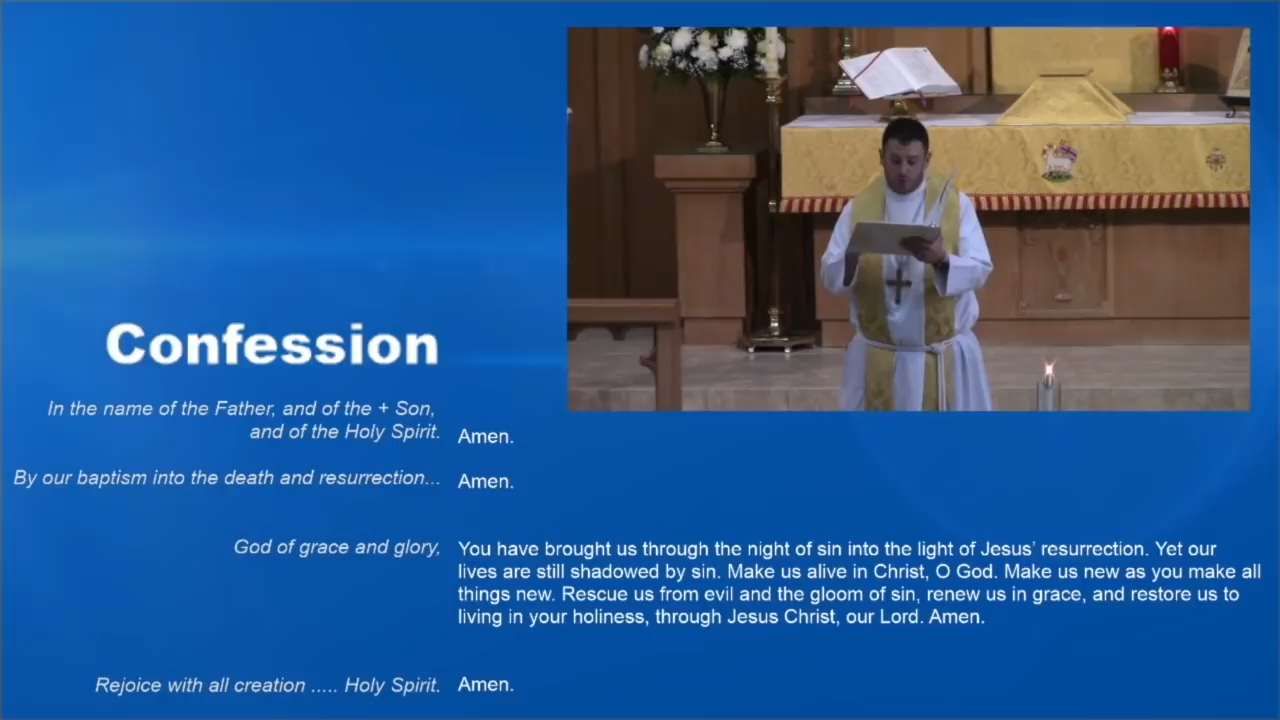 Confession
In the name of the Father, and of the + Son,
and of the Holy Spirit.
Amen.
By our baptism into the death and resurrection...
Amen.
God of grace and glory,
You have brought us through the night of sin into the light of Jesus' resurrection. Yet our
lives are still shadowed by sin. Make us alive in Christ, O God. Make us new as you make all
things new. Rescue us from evil and the gloom of sin, renew us in grace, and restore us to
living in your holiness, through Jesus Christ, our Lord. Amen.
Rejoice with all creation ..... Holy Spirit.
Amen.